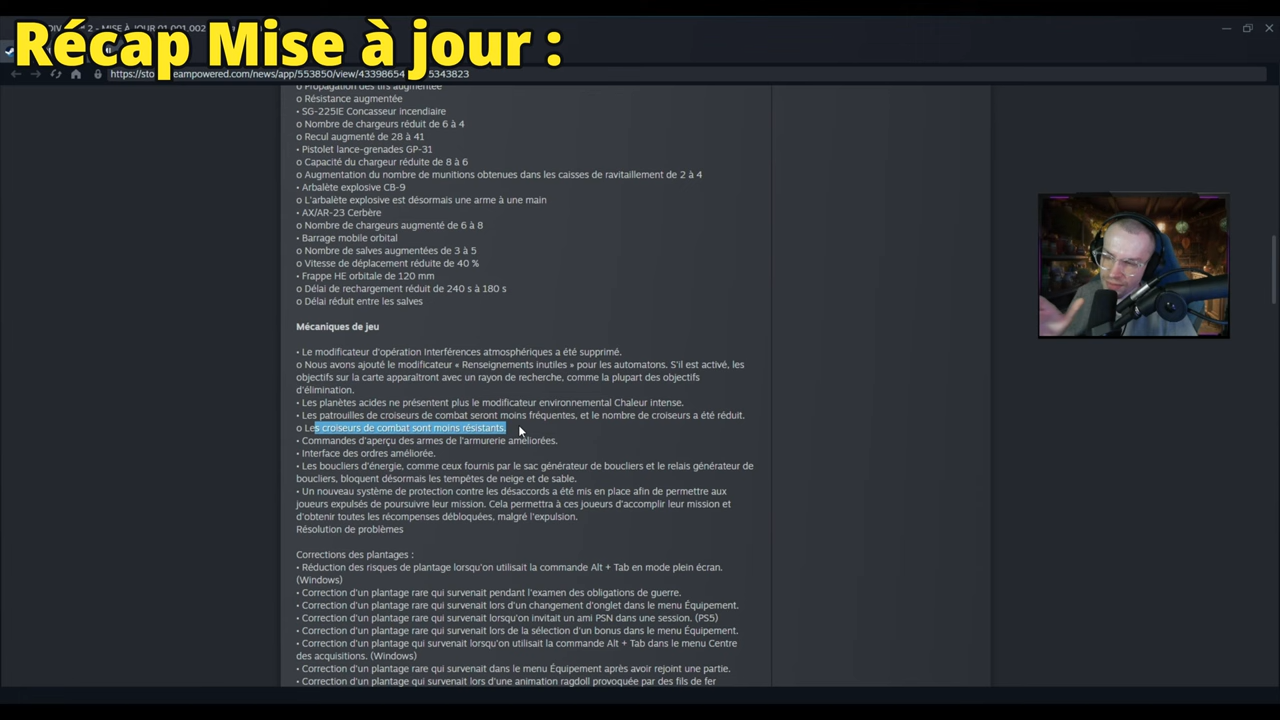 Récap Mise à jour :
2 - MISE À JOUR 01.001.002
https://sto
eampowered.com/news/app/553850/view/43398654
5343823
o Propagation des tirs augmentée
o Résistance augmentée
• SG-225IE Concasseur incendiaire
o Nombre de chargeurs réduit de 6 à 4
o Recul augmenté de 28 à 41
• Pistolet lance-grenades GP-31
o Capacité du chargeur réduite de 8 à 6
o Augmentation du nombre de munitions obtenues dans les caisses de ravitaillement de 2 à 4
• Arbalète explosive CB-9
o L'arbalète explosive est désormais une arme à une main
• AX/AR-23 Cerbère
o Nombre de chargeurs augmenté de 6 à 8
• Barrage mobile orbital
o Nombre de salves augmentées de 3 à 5
o Vitesse de déplacement réduite de 40 %
• Frappe HE orbitale de 120 mm
o Délai de rechargement réduit de 240 s à 180 s
o Délai réduit entre les salves
Mécaniques de jeu
• Le modificateur d'opération Interférences atmosphériques a été supprimé.
o Nous avons ajouté le modificateur « Renseignements inutiles » pour les automatons. S'il est activé, les
objectifs sur la carte apparaîtront avec un rayon de recherche, comme la plupart des objectifs
d'élimination.
• Les planètes acides ne présentent plus le modificateur environnemental Chaleur intense.
• Les patrouilles de croiseurs de combat seront moins fréquentes, et le nombre de croiseurs a été réduit.
o Les croiseurs de combat sont moins résistants.
• Commandes d'aperçu des armes de l'armurerie améliorées.
• Interface des ordres améliorée.
• Les boucliers d'énergie, comme ceux fournis par le sac générateur de boucliers et le relais générateur de
boucliers, bloquent désormais les tempêtes de neige et de sable.
• Un nouveau système de protection contre les désaccords a été mis en place afin de permettre aux
joueurs expulsés de poursuivre leur mission. Cela permettra à ces joueurs d'accomplir leur mission et
d'obtenir toutes les récompenses débloquées, malgré l'expulsion.
Résolution de problèmes
Corrections des plantages :
• Réduction des risques de plantage lorsqu'on utilisait la commande Alt + Tab en mode plein écran.
(Windows)
• Correction d'un plantage rare qui survenait pendant l'examen des obligations de guerre.
• Correction d'un plantage rare qui survenait lors d'un changement d'onglet dans le menu Équipement.
• Correction d'un plantage rare qui survenait lorsqu'on invitait un ami PSN dans une session. (PS5)
• Correction d'un plantage rare qui survenait lors de la sélection d'un bonus dans le menu Équipement.
• Correction d'un plantage qui survenait lorsqu'on utilisait la commande Alt + Tab dans le menu Centre
des acquisitions. (Windows)
• Correction d'un plantage rare qui survenait dans le menu Équipement après avoir rejoint une partie.
• Correction d'un plantage qui survenait lors d'une animation ragdoll provoquée par des fils de fer